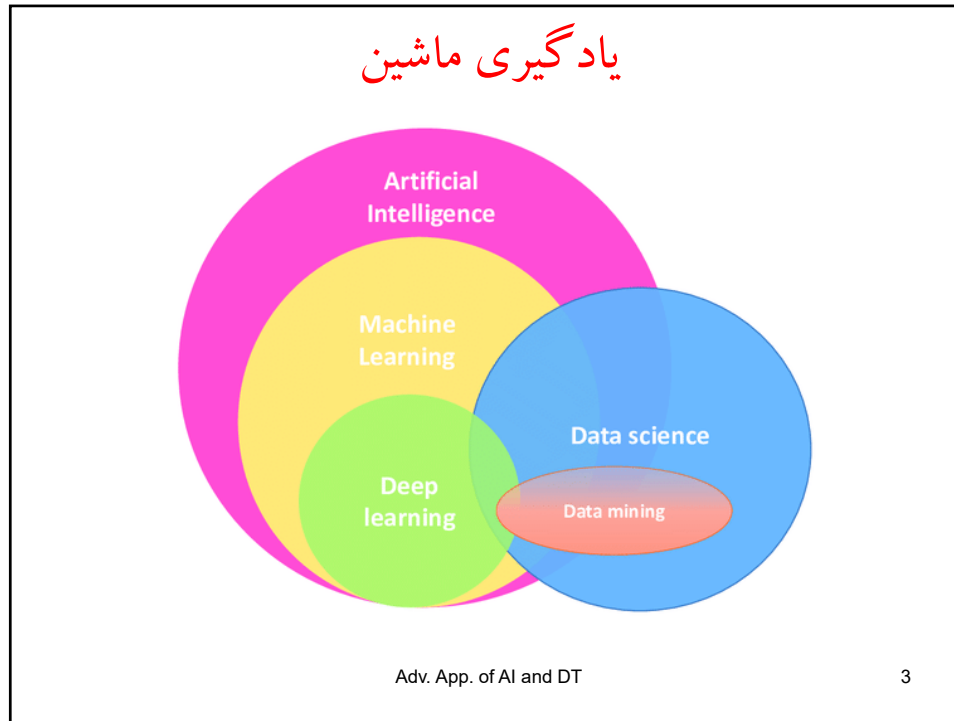 یادگیری ماشین
Artificial
Intelligence
Machine
Learning
Data science
Deep
learning
Data mining
Adv. App. of AI and DT
3